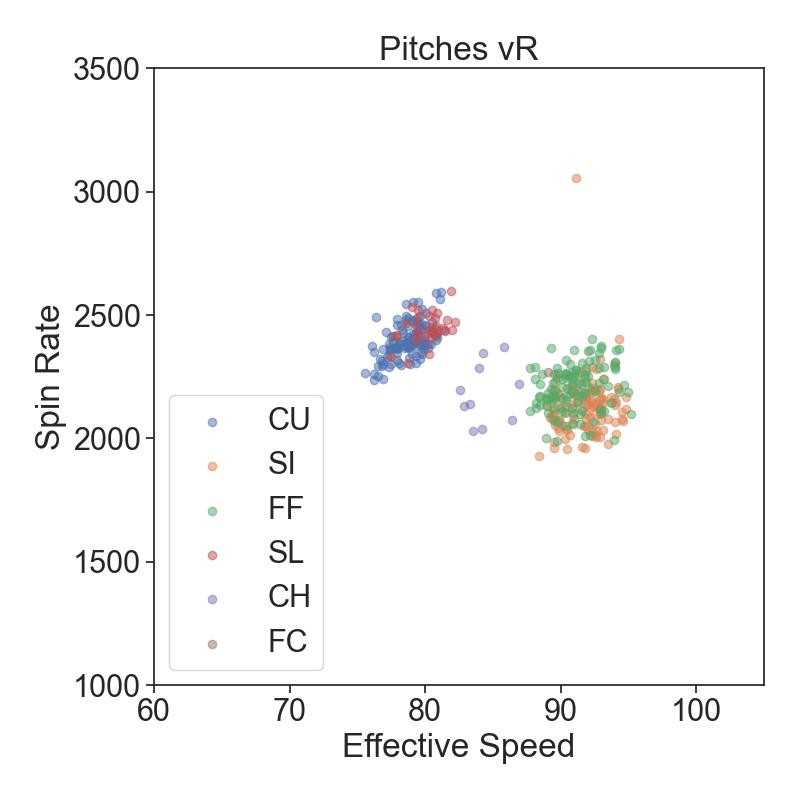 Pitches vR
3500
3000
2500
2000
1500
1000
Spin Rate
CU
SI
FF
SL
CH
FC
60 70 80 90 100
Effective Speed